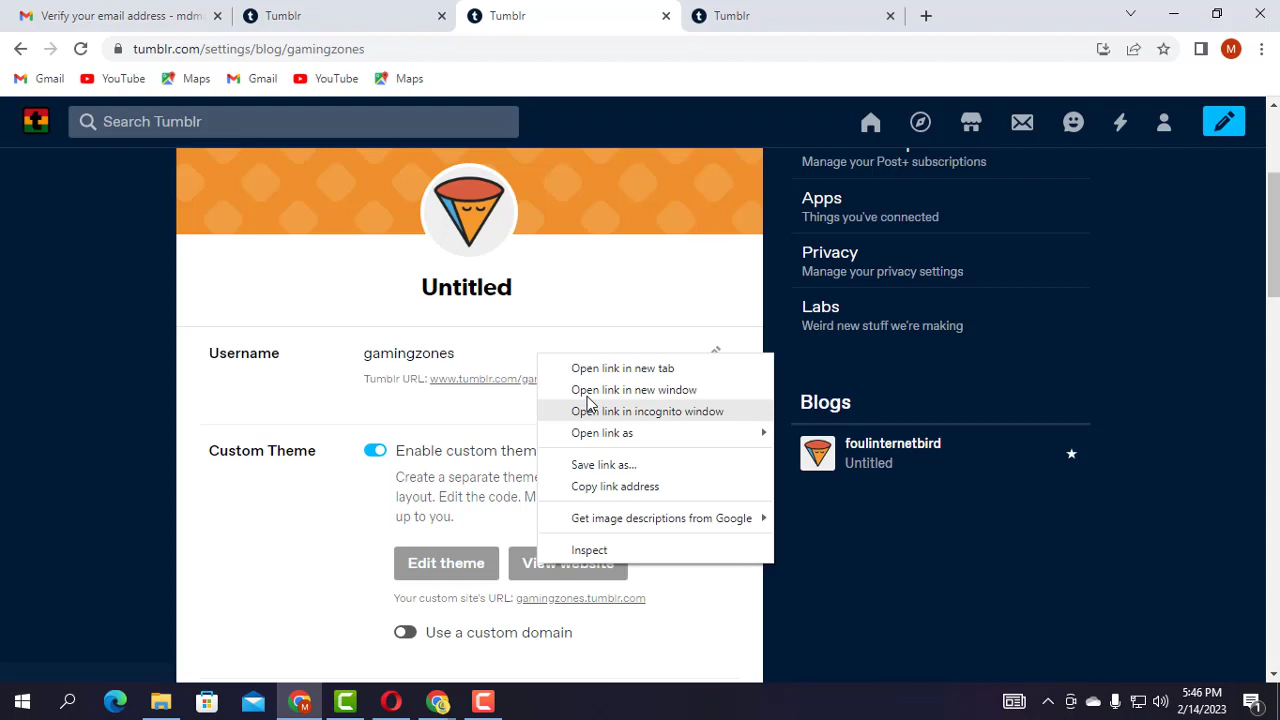 Verify your email address - mdmo
Tumblr
Tumblr
Tumblr
tumblr.com/settings/blog/gamingzones
M
Gmail
YouTube
Maps
Gmail
YouTube
Maps
t
Search Tumblr
Manage your Post+ subscriptions
Apps
Things you've connected
Privacy
Manage your privacy settings
Labs
Weird new stuff we're making
Blogs
foulinternetbird
Untitled
Untitled
Username
gamingzones
Tumblr URL: www.tumblr.com/gam
Custom Theme
Enable custom them
Create a separate theme
layout. Edit the code. M
up to you.
Edit theme
View website
Your custom site's URL: gamingzones.tumblr.com
Use a custom domain
Open link in new tab
Open link in new window
Open link in incognito window
Open link as
Save link as...
Copy link address
Get image descriptions from Google
Inspect
5:46 PM
2/14/2023
1